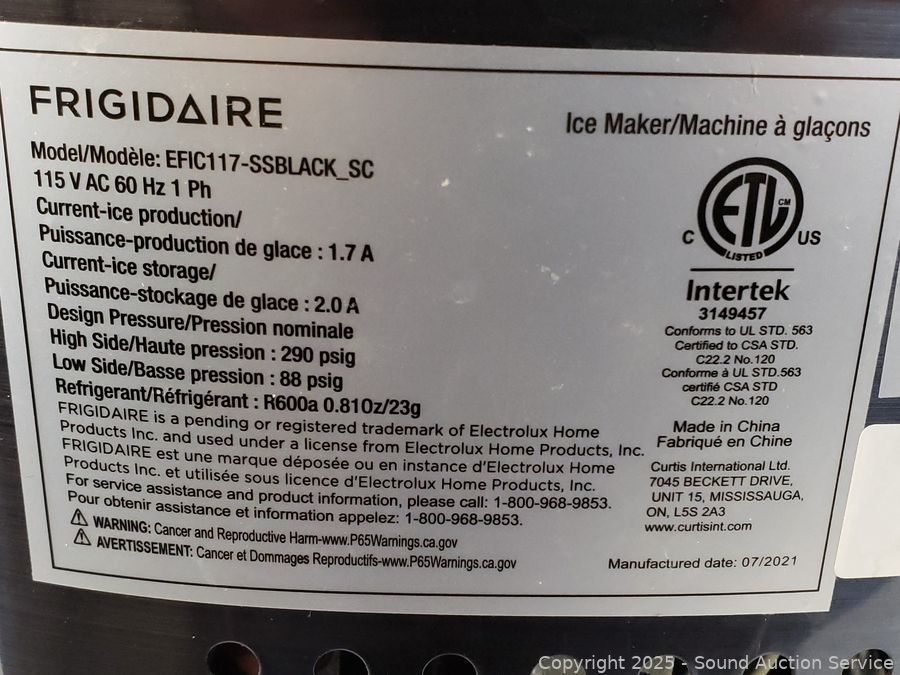 FRIGIDAIRE
Ice Maker/Machine à glaçons
Model/Modèle: EFIC117-SSBLACK_SC
115 V AC 60 Hz 1 Ph
Current-ice production/
Puissance-production de glace : 1.7 A
Current-ice storage/
Puissance-stockage de glace : 2.0 A
Design Pressure/Pression nominale
High Side/Haute pression : 290 psig
Low Side/Basse pression : 88 psig
Refrigerant/Réfrigérant : R600a 0.81Oz/23g
FRIGIDAIRE is a pending or registered trademark of Electrolux Home
Products Inc. and used under a license from Electrolux Home Products, Inc.
FRIGIDAIRE est une marque déposée ou en instance d'Electrolux Home
Products Inc. et utilisée sous licence d'Electrolux Home Products, Inc.
For service assistance and product information, please call: 1-800-968-9853.
Pour obtenir assistance et information appelez: 1-800-968-9853.
WARNING: Cancer and Reproductive Harm-www.P65Warnings.ca.gov
AVERTISSEMENT: Cancer et Dommages Reproductifs-www.P65Warnings.ca.gov
ETL CM
C US
LISTED
Intertek
3149457
Conforms to UL STD. 563
Certified to CSA STD.
C22.2 No.120
Conforme à UL STD.563
certifié CSA STD
C22.2 No.120
Made in China
Fabriqué en Chine
Curtis International Ltd.
7045 BECKETT DRIVE,
UNIT 15, MISSISSAUGA,
ON, L5S 2A3
www.curtisint.com
Manufactured date: 07/2021
Copyright 2025 - Sound Auction Service